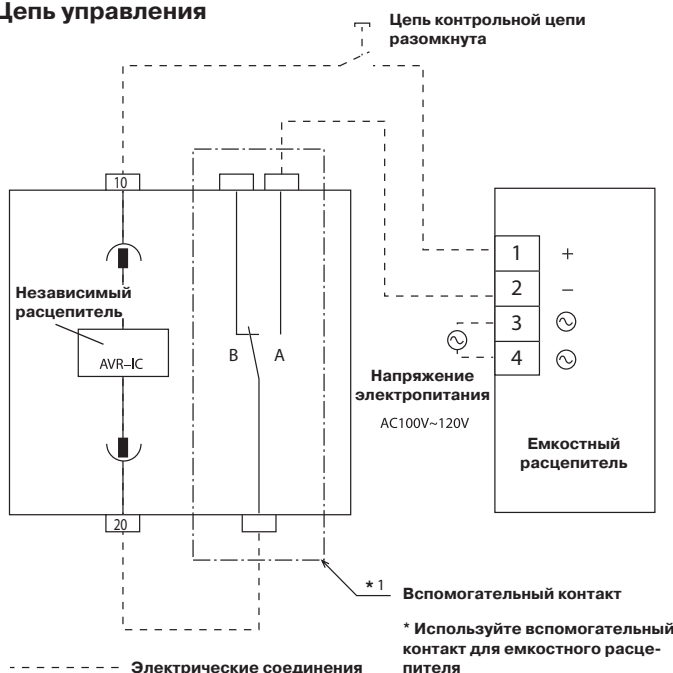 Цепь управления
Цепь контрольной цепи
разомкнута
10
Независимый
расцепитель
AVR–IC
B
A
20
1
+
2
–
3
4
Напряжение
электропитания
AC100V~120V
Емкостный
расцепитель
* 1
Вспомогательный контакт
* Используйте вспомогательный
контакт для емкостного расце-
пителя
Электрические соединения